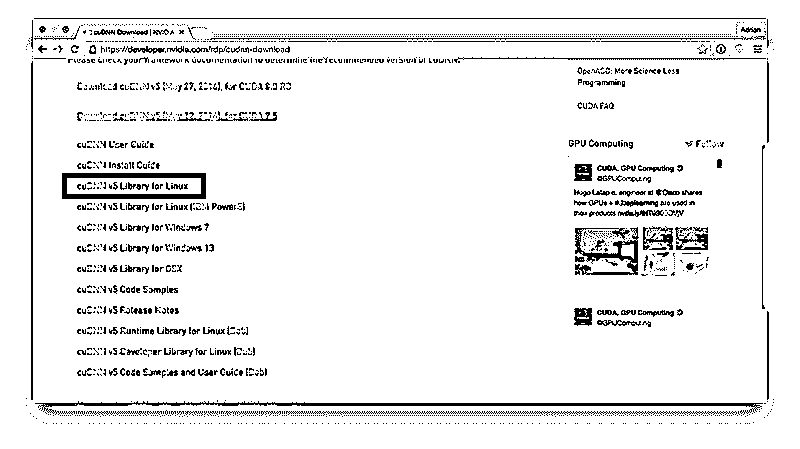 cuDNN Download | NVIDIA
Adrian
https://developer.nvidia.com/rdp/cudnn-download
Please check your framework documentation to determine the recommended version of cuDNN.
Download cuDNN v5 (May 27, 2016), for CUDA 8.0 RC
Download cuDNN v5 (May 12, 2016), for CUDA 7.5
cuDNN User Guide
cuDNN Install Guide
cuDNN v5 Library for Linux
cuDNN v5 Library for Linux (IBM Power8)
cuDNN v5 Library for Windows 7
cuDNN v5 Library for Windows 10
cuDNN v5 Library for OSX
cuDNN v5 Code Samples
cuDNN v5 Release Notes
cuDNN v5 Runtime Library for Linux (Deb)
cuDNN v5 Developer Library for Linux (Deb)
cuDNN v5 Code Samples and User Guide (Deb)
OpenACC: More Science Less
Programming
CUDA FAQ
GPU Computing
Follow
CUDA, GPU Computing
@GPUComputing
Hugo Latapie, engineer at @Cisco shares
how GPUs + #deeplearning are used in
their products
CUDA, GPU Computing
@GPUComputing